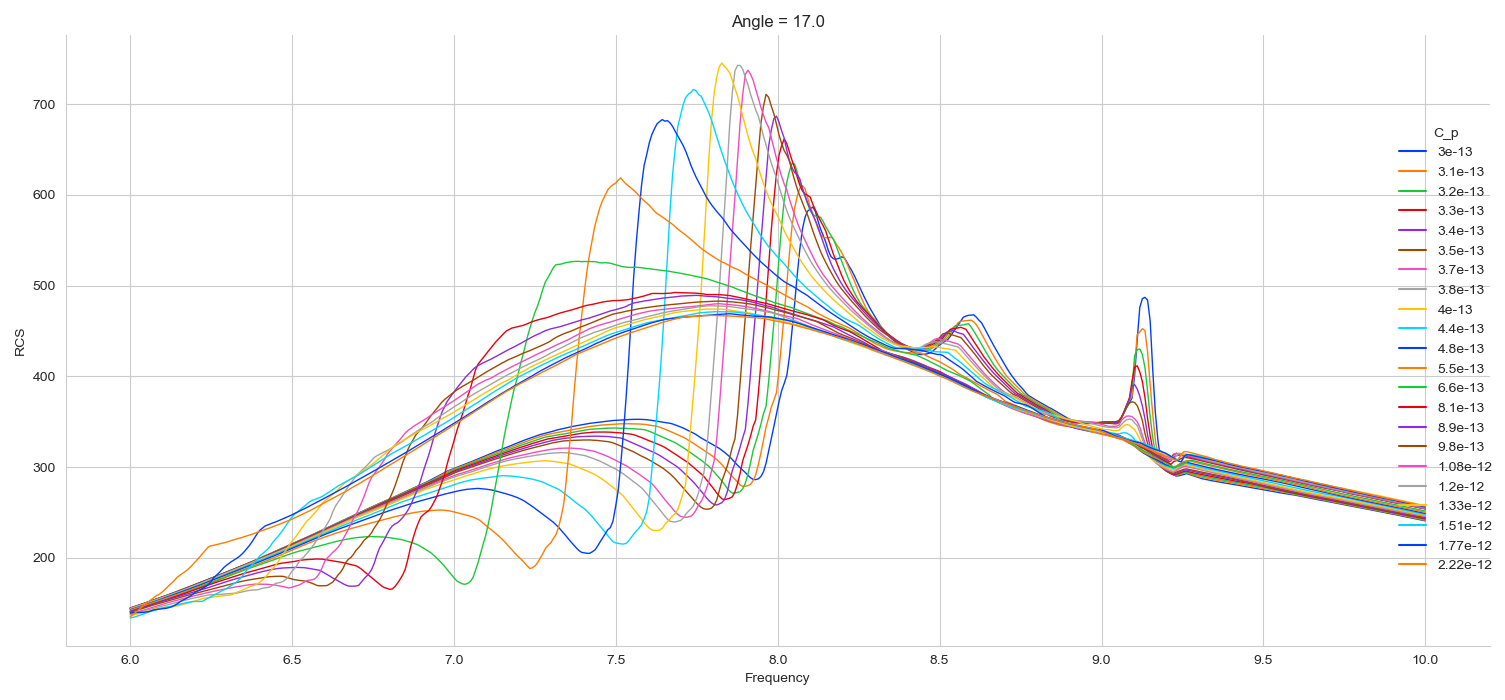 Angle = 17.0
RCS
700
600
500
400
300
200
6.0 6.5 7.0 7.5 8.0 8.5 9.0 9.5 10.0
Frequency
C_p
3e-13
3.1e-13
3.2e-13
3.3e-13
3.4e-13
3.5e-13
3.7e-13
3.8e-13
4e-13
4.4e-13
4.8e-13
5.5e-13
6.6e-13
8.1e-13
8.9e-13
9.8e-13
1.08e-12
1.2e-12
1.33e-12
1.51e-12
1.77e-12
2.22e-12